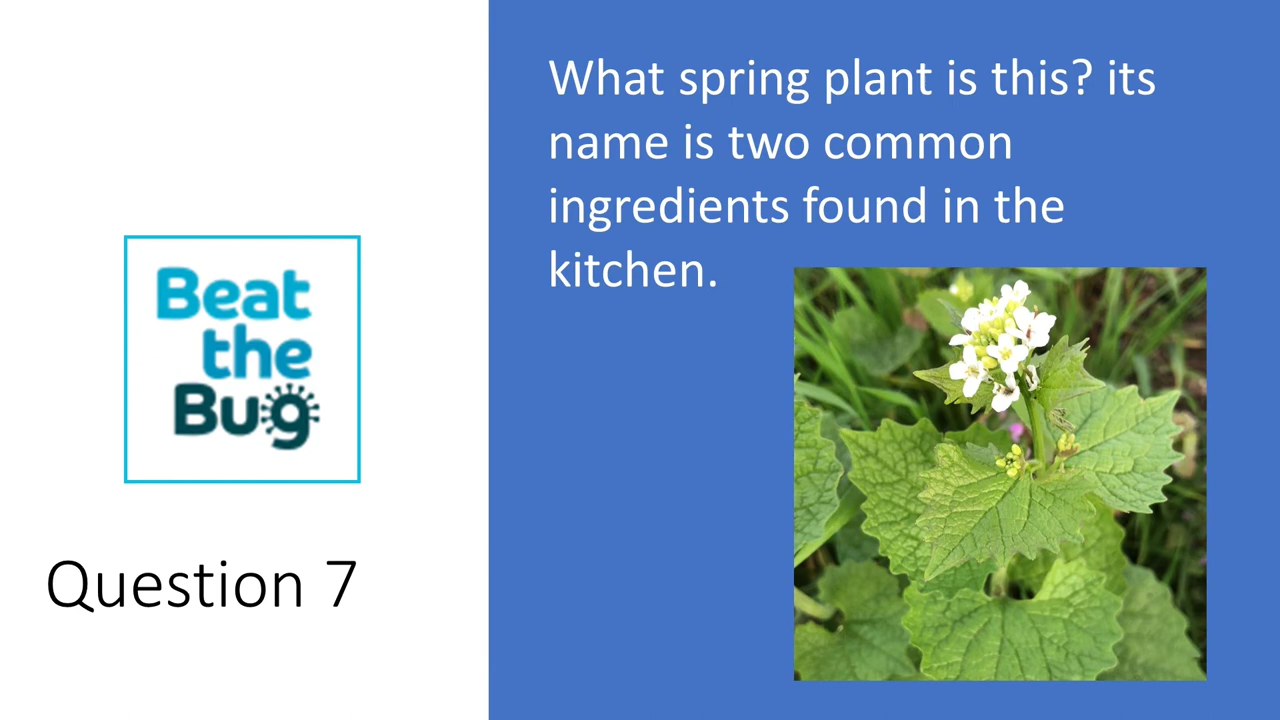 What spring plant is this? its
name is two common
ingredients found in the
kitchen.
Beat
the
Bug
Question 7